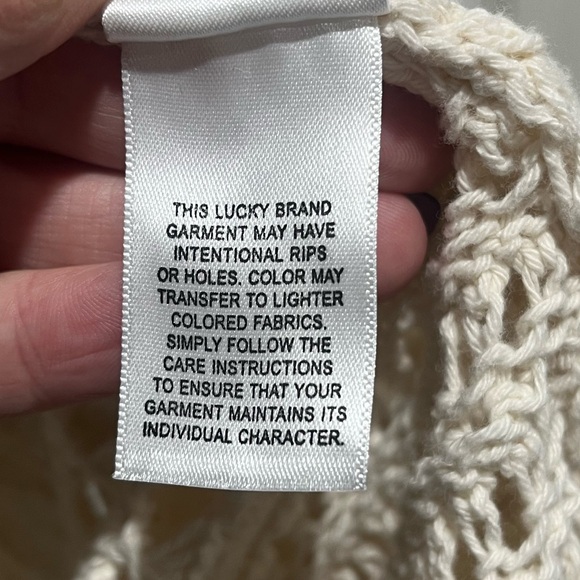 THIS LUCKY BRAND
GARMENT MAY HAVE
INTENTIONAL RIPS
OR HOLES. COLOR MAY
TRANSFER TO LIGHTER
COLORED FABRICS.
SIMPLY FOLLOW THE
CARE INSTRUCTIONS
TO ENSURE THAT YOUR
GARMENT MAINTAINS ITS
INDIVIDUAL CHARACTER.